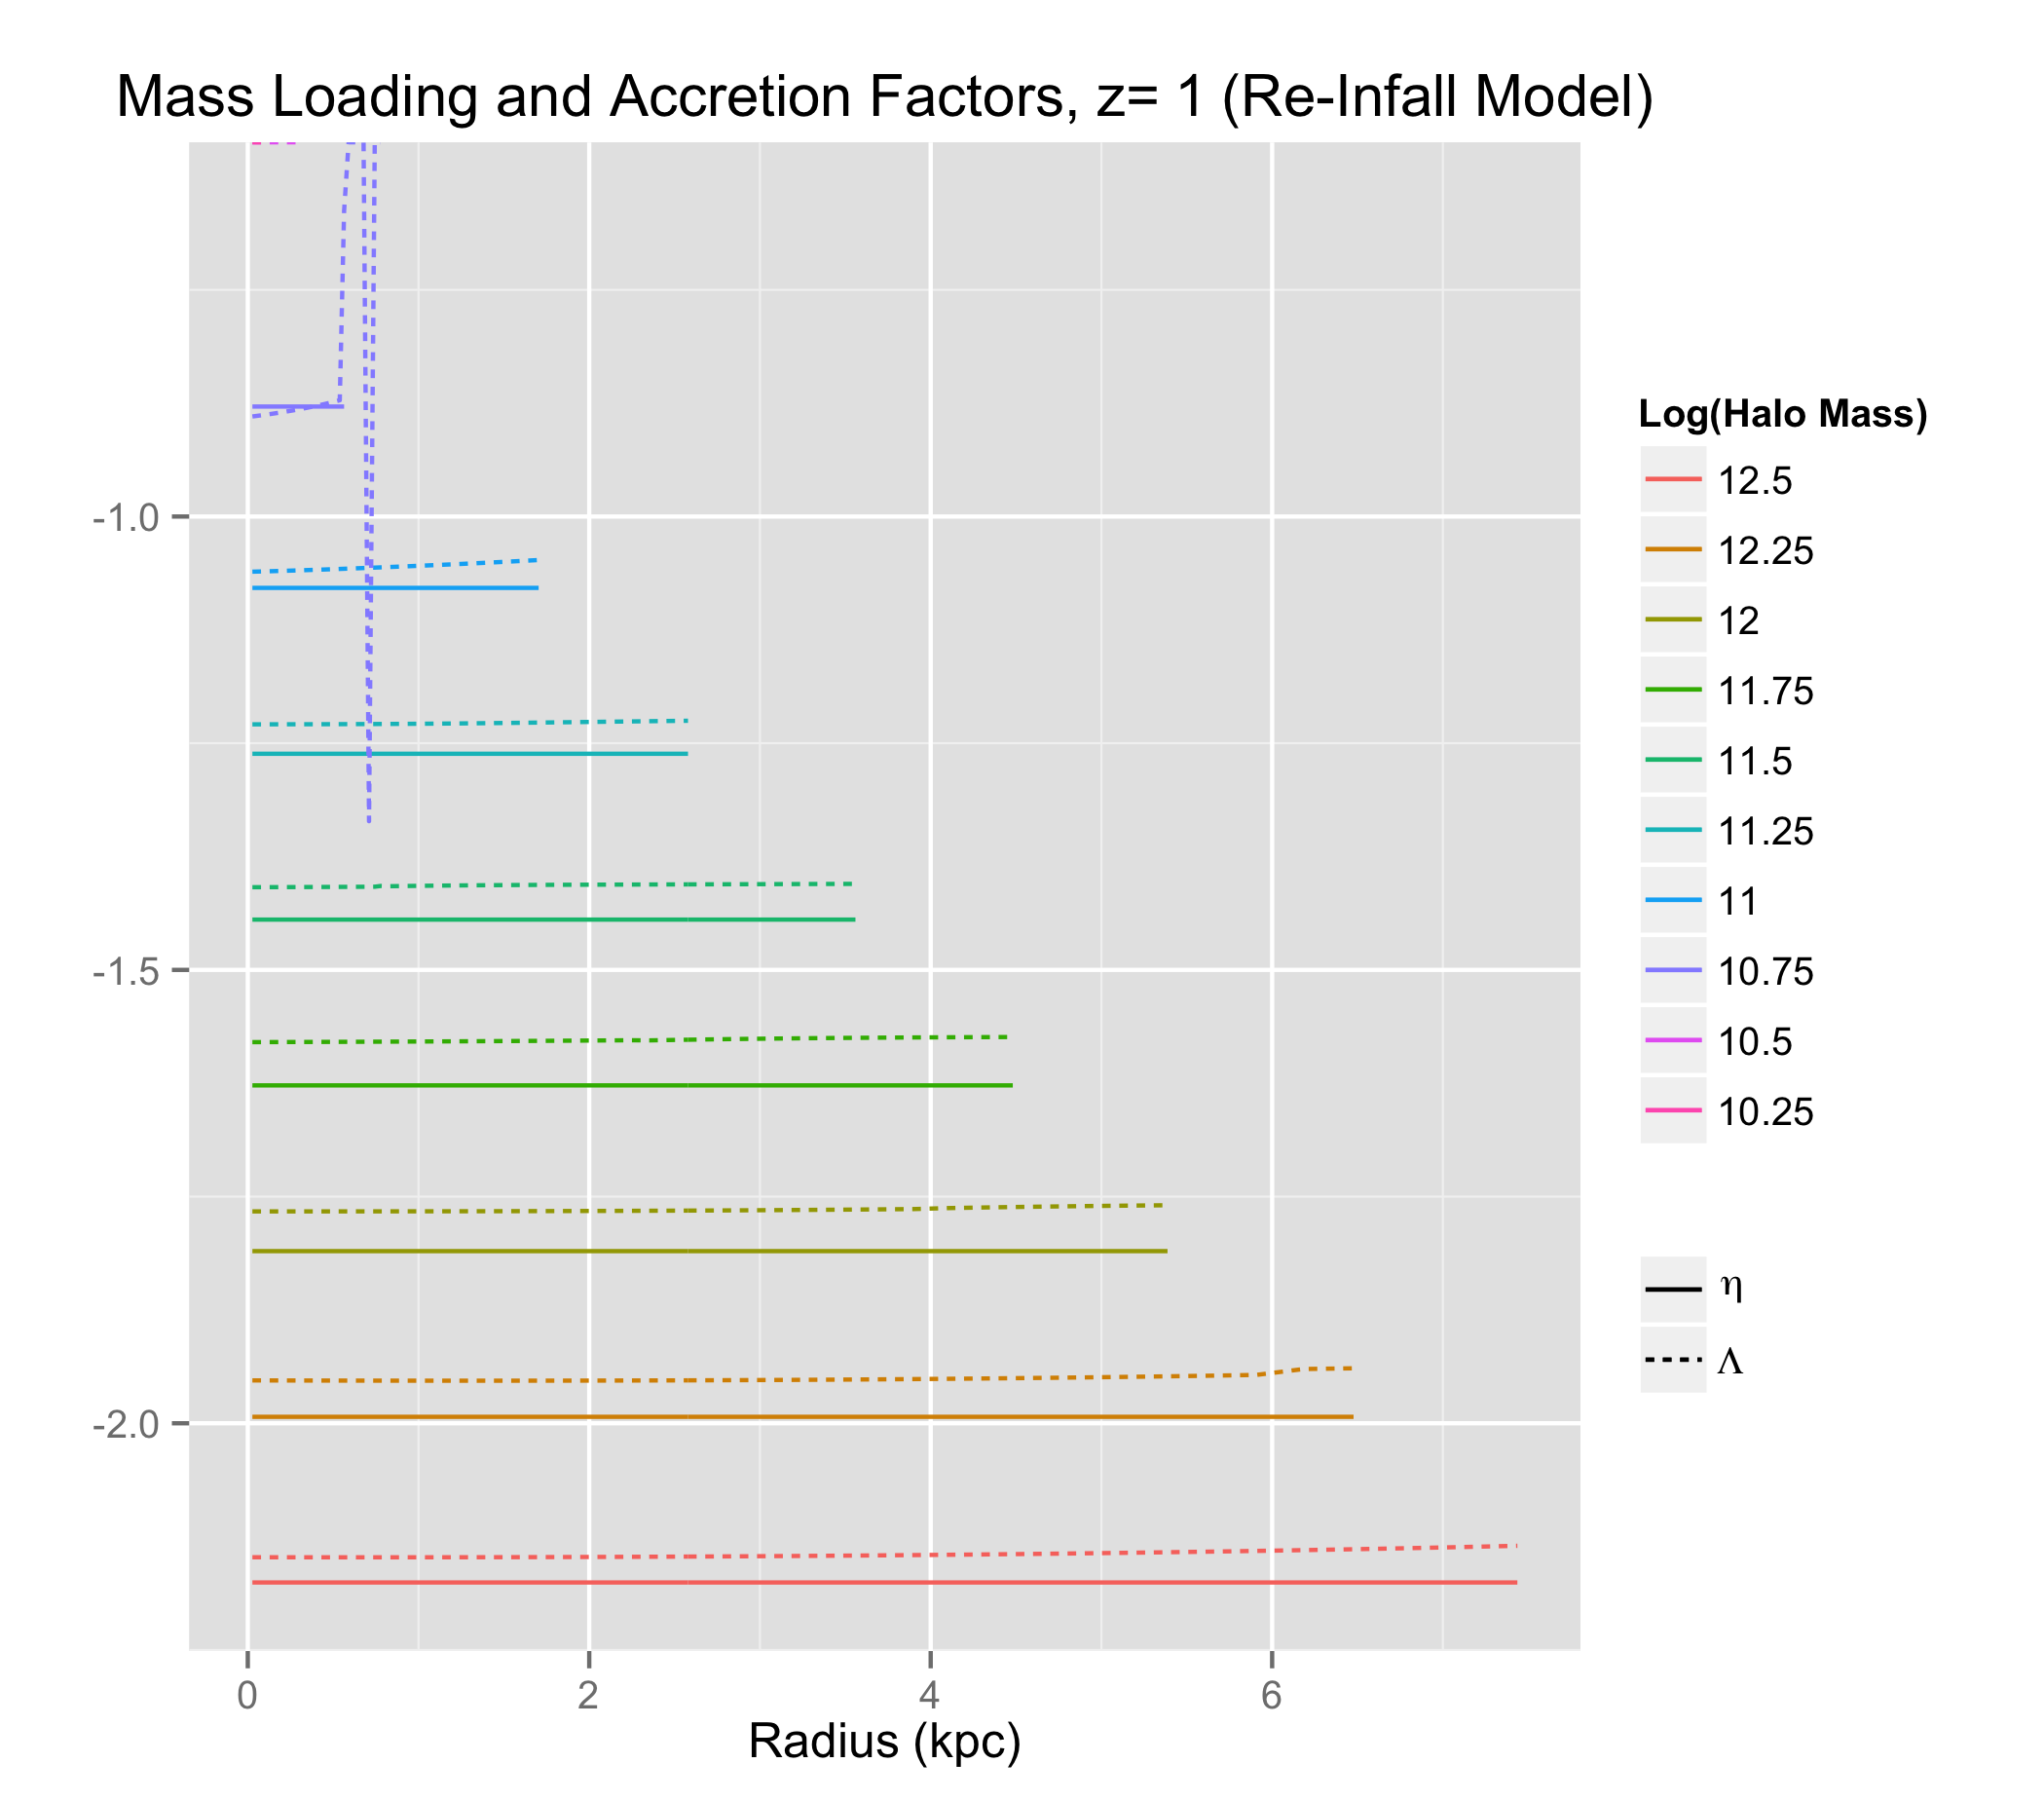 Mass Loading and Accretion Factors, z= 1 (Re-Infall Model)
-1.0
-1.5
-2.0
0 2 4 6
Radius (kpc)
Log(Halo Mass)
12.5
12.25
12
11.75
11.5
11.25
11
10.75
10.5
10.25
η
Λ